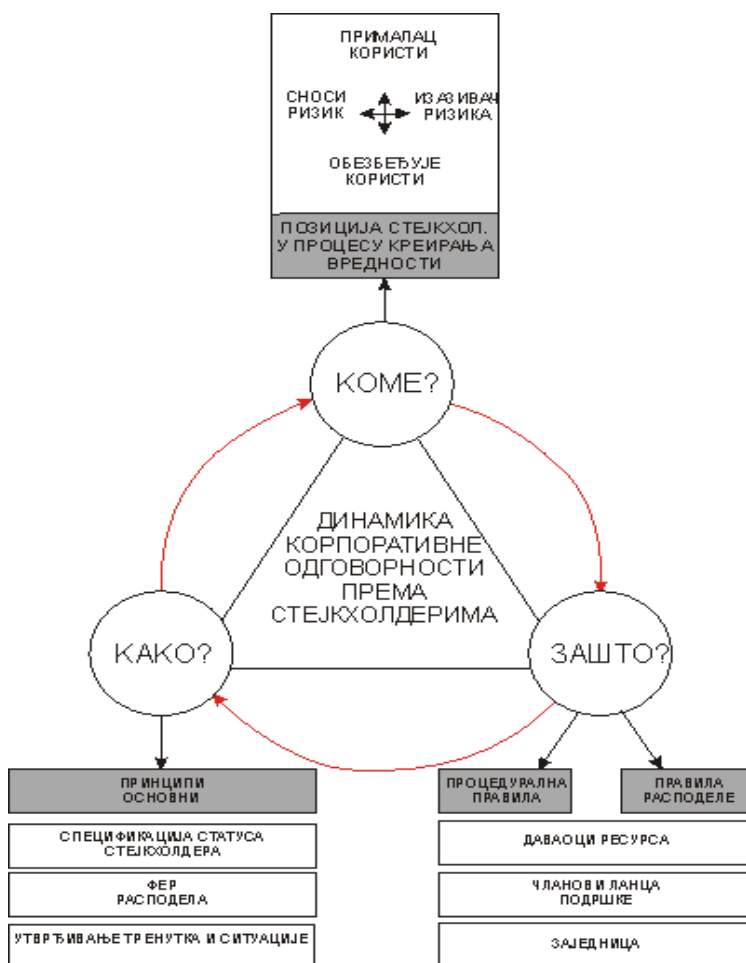 ПРИМАЛАЦ
КОРИСТИ
СНОСИ
РИЗИК
ИЗАЗИВАЧ
РИЗИКА
ОБЕЗБЕЂУЈЕ
КОРИСТИ
ПОЗИЦИЈА СТЕЈКХОЛ.
У ПРОЦЕСУ КРЕИРАЊА
ВРЕДНОСТИ
КОМЕ?
ДИНАМИКА
КОРПОРАТИВНЕ
ОДГОВОРНОСТИ
ПРЕМА
СТЕЈКХОЛДЕРИМА
КАКО?
ЗАШТО?
ПРИНЦИПИ
ОСНОВНИ
СПЕЦИФИКАЦИЈА СТАТУСА
СТЕЈКХОЛДЕРА
ФЕР
РАСПОДЕЛА
УТВРЂИВАЊЕ ТРЕНУТКА И СИТУАЦИЈЕ
ПРОЦЕДУРАЛНА
ПРАВИЛА
ПРАВИЛА
РАСПОДЕЛЕ
ДАВАОЦИ РЕСУРСА
ЧЛАНОВИ ЛАНЦА
ПОДРШКЕ
ЗАЈЕДНИЦА